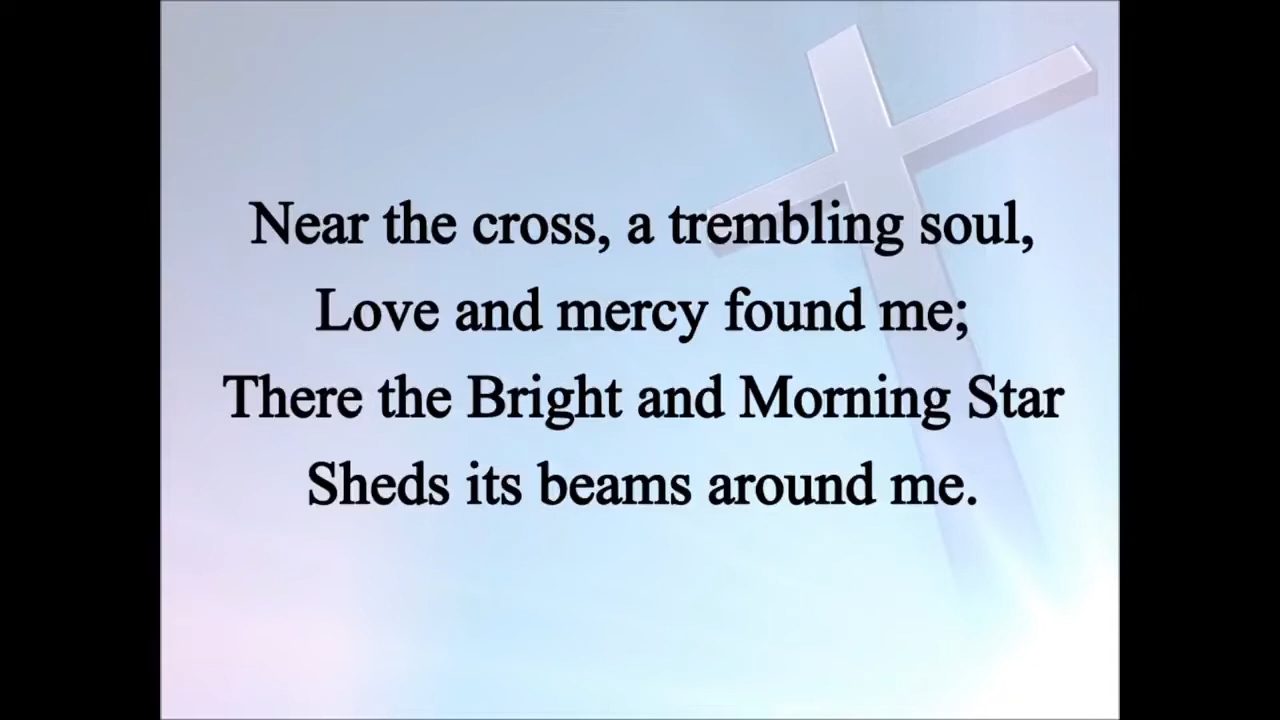 Near the cross, a trembling soul,
Love and mercy found me;
There the Bright and Morning Star
Sheds its beams around me.